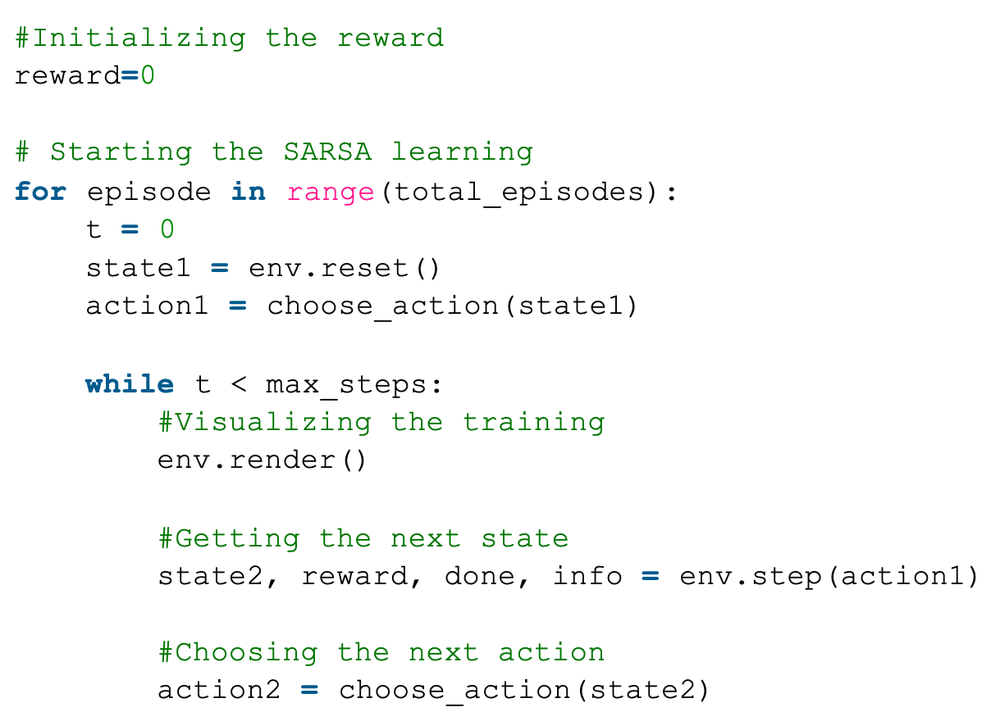 #Initializing the reward
reward=0
# Starting the SARSA learning
for episode in range(total_episodes):
    t = 0
    state1 = env.reset()
    action1 = choose_action(state1)
    while t < max_steps:
        #Visualizing the training
        env.render()
        #Getting the next state
        state2, reward, done, info = env.step(action1)
        #Choosing the next action
        action2 = choose_action(state2)